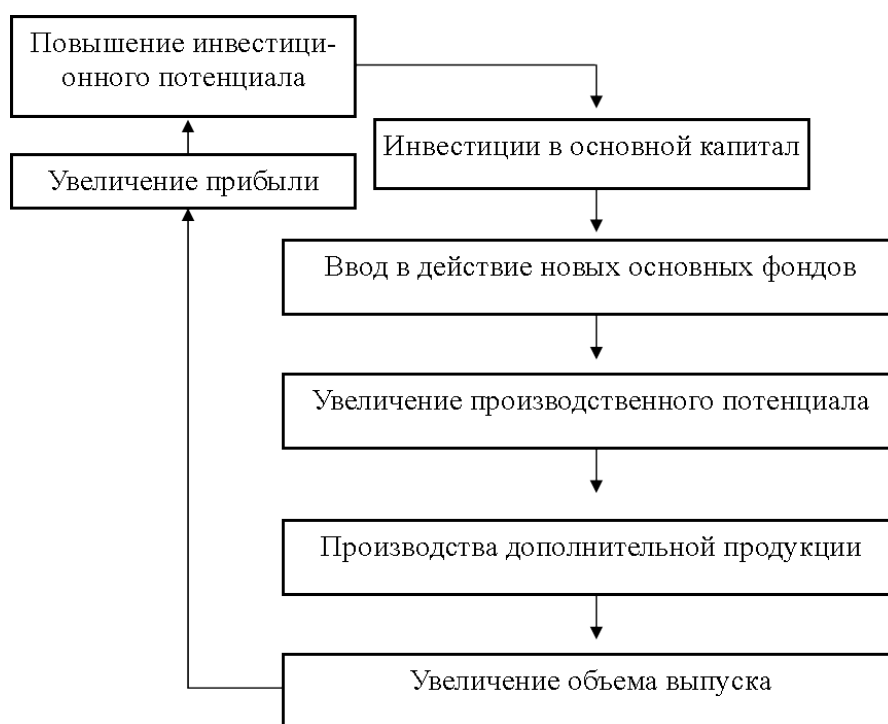 Повышение инвестици-
онного потенциала
Инвестиции в основной капитал
Увеличение прибыли
Ввод в действие новых основных фондов
Увеличение производственного потенциала
Производства дополнительной продукции
Увеличение объема выпуска